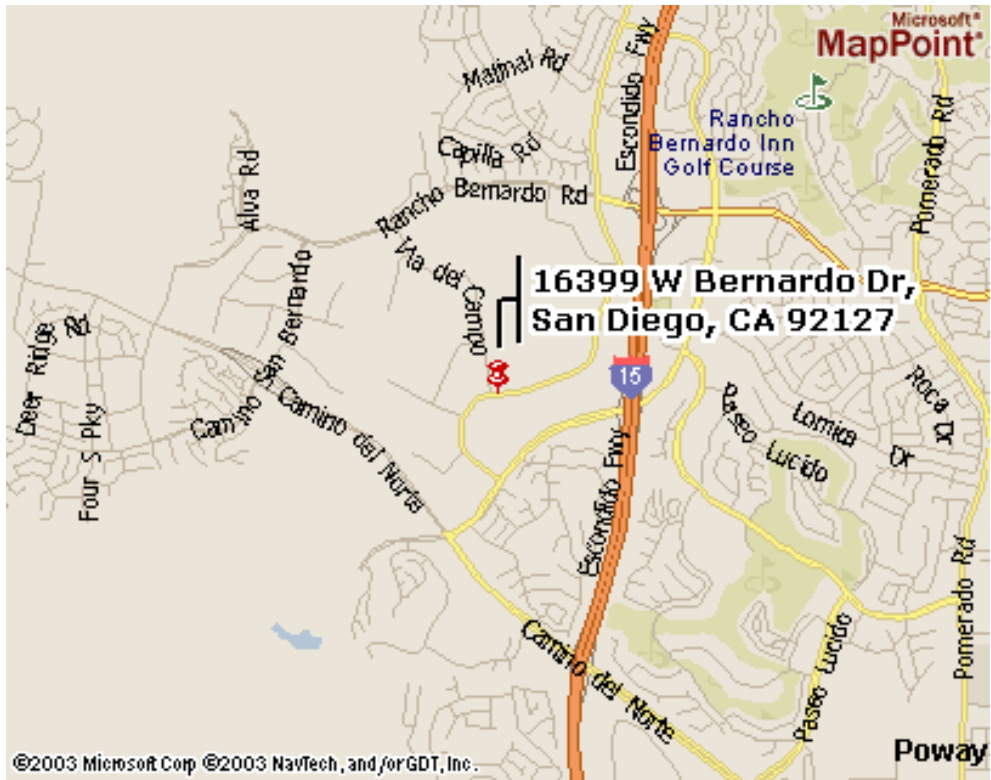 Microsoft®
MapPoint®
Matinal Rd
Escondido Fwy
Rancho
Bernardo Inn
Golf Course
Pomerado Rd
Capilla Rd
Alva Rd
Rancho Bernardo Rd
Via del Campo
16399 W Bernardo Dr,
San Diego, CA 92127
San Bernardo
Camino
Deer Ridge Rd
Four S Pky
Camino del Norte
15
Roca Dr
Lomica Dr
Paseo Lucido
Escondido Fwy
Pomerado Rd
Paseo Lucido
Camino del Norte
Poway
©2003 Microsoft Corp ©2003 NavTech, and/or GDT, Inc.